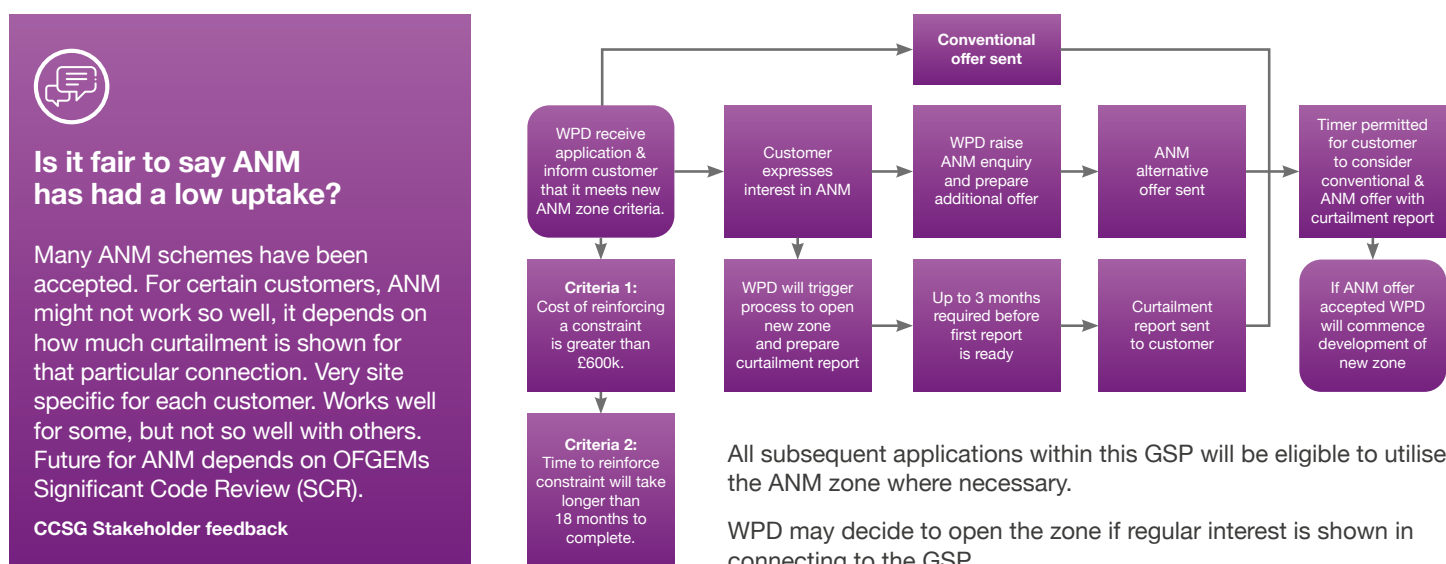 Is it fair to say ANM
has had a low uptake?
Many ANM schemes have been
accepted. For certain customers, ANM
might not work so well, it depends on
how much curtailment is shown for
that particular connection. Very site
specific for each customer. Works well
for some, but not so well with others.
Future for ANM depends on OFGEMs
Significant Code Review (SCR).
CCSG Stakeholder feedback
Conventional
offer sent
WPD receive
application &
inform customer
that it meets new
ANM zone criteria.
Customer
expresses
interest in ANM
WPD raise
ANM enquiry
and prepare
additional offer
ANM
alternative
offer sent
Timer permitted
for customer
to consider
conventional &
ANM offer with
curtailment report
Criteria 1:
Cost of reinforcing
a constraint
is greater than
£600k.
WPD will trigger
process to open
new zone
and prepare
curtailment report
Up to 3 months
required before
first report
is ready
Curtailment
report sent
to customer
If ANM offer
accepted WPD
will commence
development of
new zone
Criteria 2:
Time to reinforce
constraint will take
longer than
18 months to
complete.
All subsequent applications within this GSP will be eligible to utilise
the ANM zone where necessary.
WPD may decide to open the zone if regular interest is shown in
connecting to the GSP